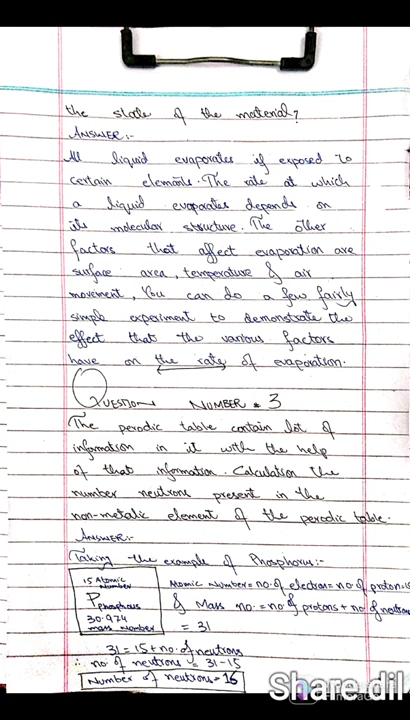 the state of the material?
ANSWER:-
All liquid evaporates if exposed to
certain elements. The rate at which
a liquid evaporates depends on
its molecular structure. The other
factors that affect evaporation are
surface area, temperature & air
movement, You can do a few fairly
simple experiment to demonstrate the
effect that the various factors
have on the rate of evaporation.
QUESTION NUMBER * 3
The perodic table contain lot of
information in it with the help
of that information. Calculation the
number neutrons present in the
non-metalic element of the perodic table.
ANSWER:-
Taking the example of Phosphorus:-
15 Atomic
Number
P
Phosphorus
30.974
mass number
Atomic Number = no. of electron = no. of proton = 15
& Mass no. = no of protons + no of neutrons
= 31
31 = 15 + no. of neutrons
∴ no. of neutrons = 31 - 15
Number of neutrons = 16
Share dil